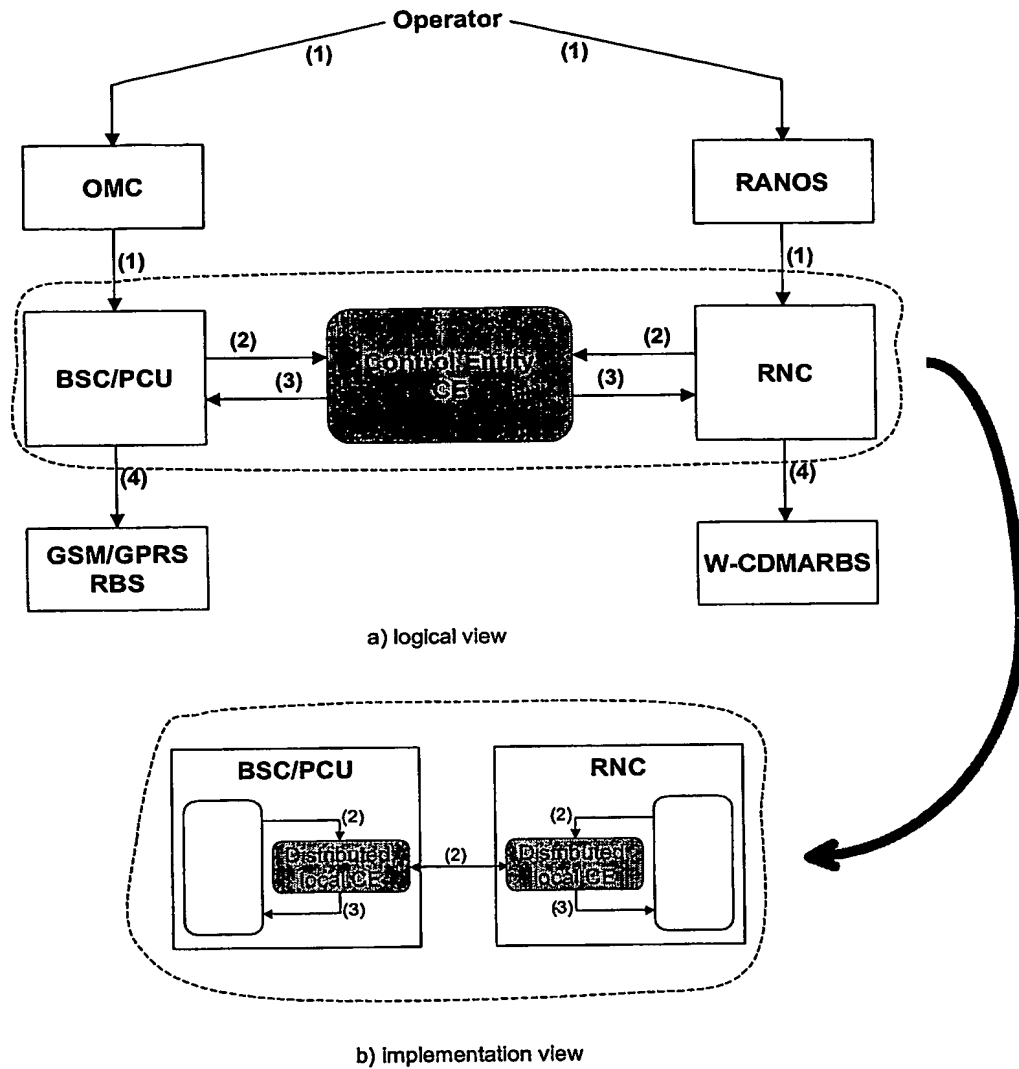 Operator
(1)
(1)
OMC
RANOS
(1)
(1)
BSC/PCU
(2)
(3)
Control Entity
CE
(2)
(3)
RNC
(4)
(4)
GSM/GPRS
RBS
W-CDMARBS
a) logical view
BSC/PCU
RNC
(2)
(2)
Distributed
local CE
(2)
Distributed
local CE
(3)
(3)
b) implementation view